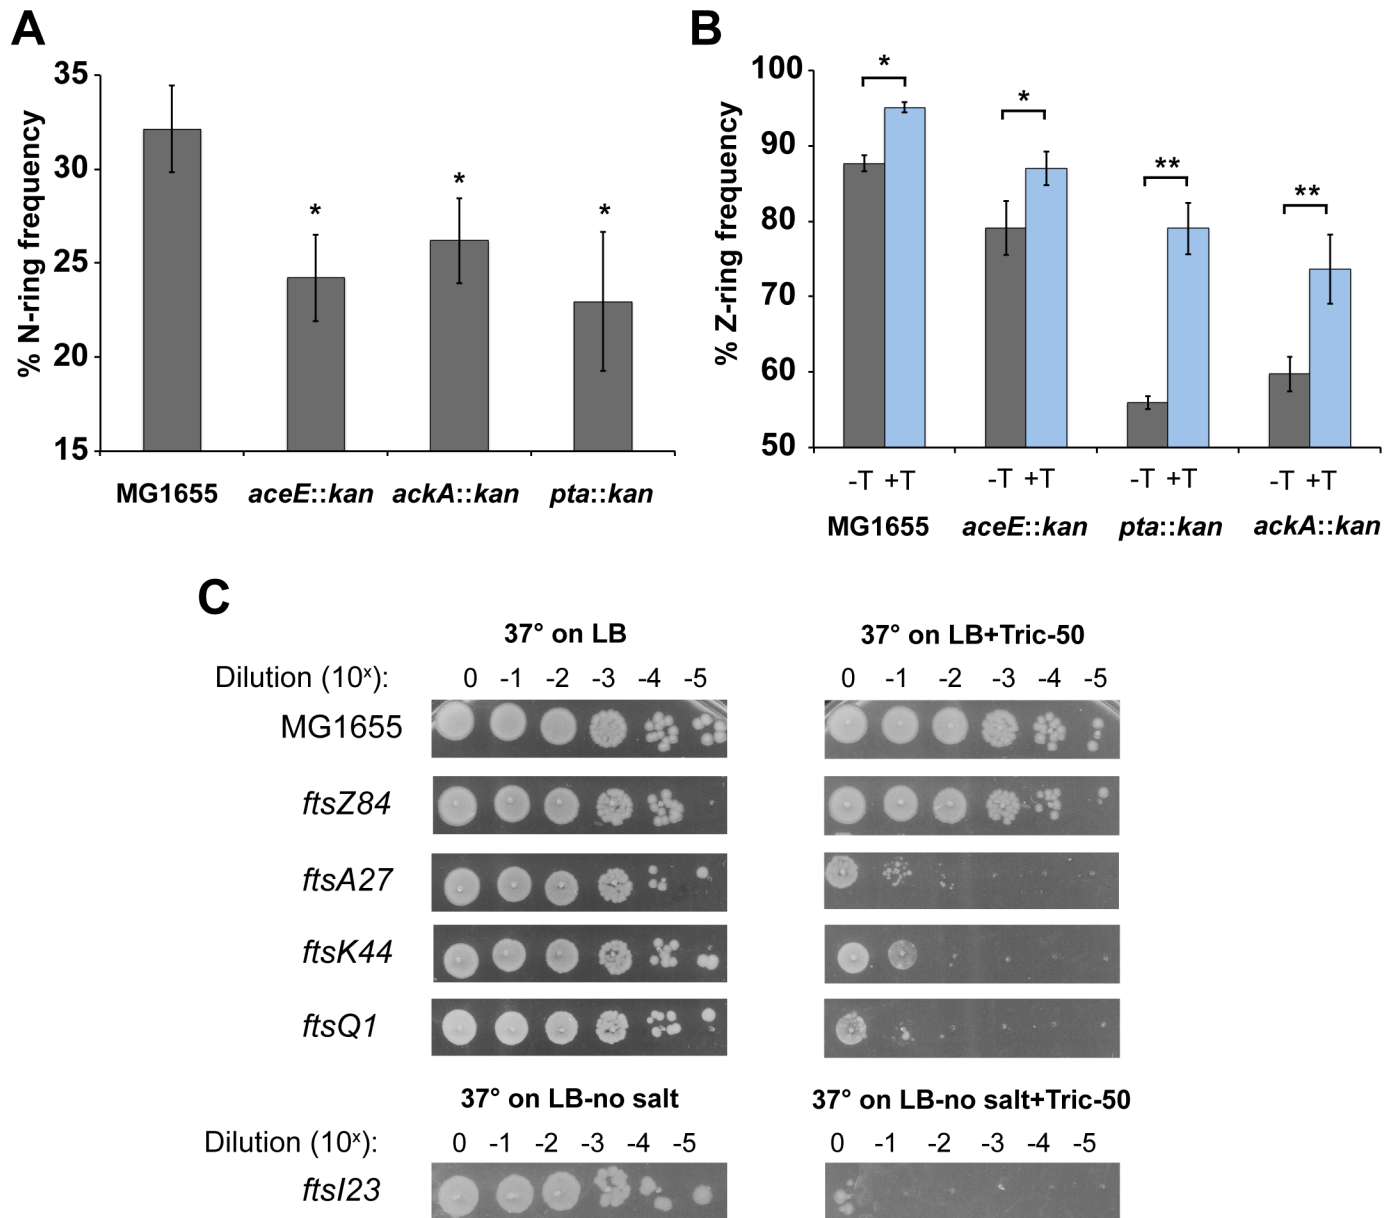 A
% N-ring frequency
35
30
25
20
15
*
*
*
MG1655 aceE::kan ackA::kan pta::kan
B
% Z-ring frequency
100
90
80
70
60
50
*
*
**
**
-T +T -T +T -T +T -T +T
MG1655 aceE::kan pta::kan ackA::kan
C
37° on LB
37° on LB+Tric-50
Dilution (10ˣ): 0 -1 -2 -3 -4 -5 0 -1 -2 -3 -4 -5
MG1655
ftsZ84
ftsA27
ftsK44
ftsQ1
37° on LB-no salt
37° on LB-no salt+Tric-50
Dilution (10ˣ): 0 -1 -2 -3 -4 -5 0 -1 -2 -3 -4 -5
ftsI23